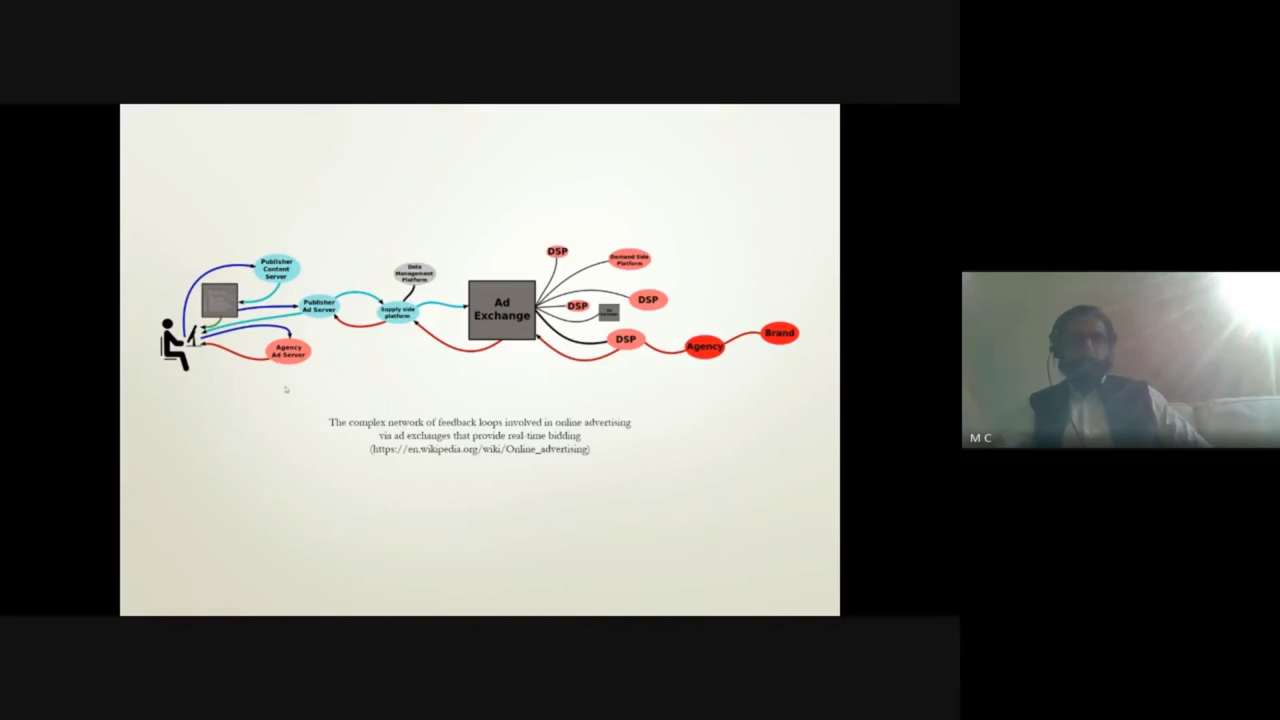 Publisher
Content
Server
Publisher
Ad Server
Agency
Ad Server
Data
Management
Platform
Supply side
platform
Ad
Exchange
DSP
Demand Side
Platform
DSP
DSP
DSP
Agency
Brand
The complex network of feedback loops involved in online advertising
via ad exchanges that provide real-time bidding
(https://en.wikipedia.org/wiki/Online_advertising)
M C